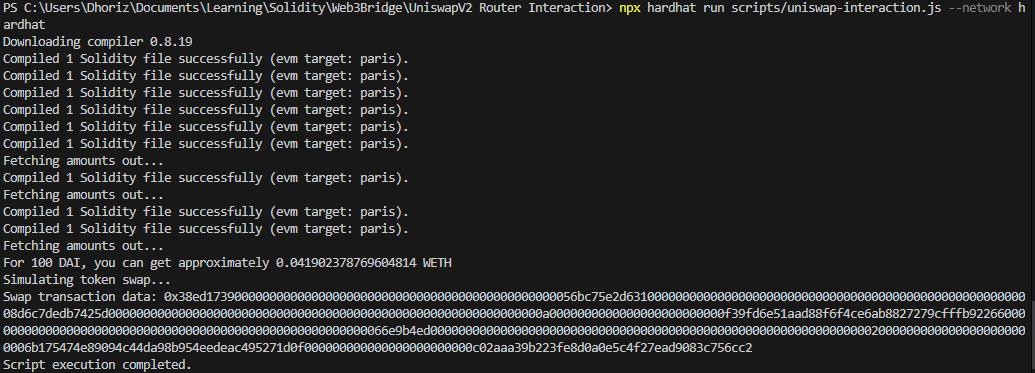 PS C:\Users\Dhoriz\Documents\Learning\Solidity\Web3Bridge\UniswapV2 Router Interaction> npx hardhat run scripts/uniswap-interaction.js --network h
ardhat
Downloading compiler 0.8.19
Compiled 1 Solidity file successfully (evm target: paris).
Compiled 1 Solidity file successfully (evm target: paris).
Compiled 1 Solidity file successfully (evm target: paris).
Compiled 1 Solidity file successfully (evm target: paris).
Compiled 1 Solidity file successfully (evm target: paris).
Compiled 1 Solidity file successfully (evm target: paris).
Fetching amounts out...
Compiled 1 Solidity file successfully (evm target: paris).
Fetching amounts out...
Compiled 1 Solidity file successfully (evm target: paris).
Compiled 1 Solidity file successfully (evm target: paris).
Fetching amounts out...
For 100 DAI, you can get approximately 0.041902378769604814 WETH
Simulating token swap...
Swap transaction data: 0x38ed17390000000000000000000000000000000000000000000000056bc75e2d631000000000000000000000000000000000000000000000000000000
08d6c7dedb7425d00000000000000000000000000000000000000000000000000000000000000a0000000000000000000000000f39fd6e51aad88f6f4ce6ab8827279cfffb92266000
0000000000000000000000000000000000000000000000000000066e9b4ed0000000000000000000000000000000000000000000000000000000000000002000000000000000000000
0006b175474e89094c44da98b954eedeac495271d0f000000000000000000000000c02aaa39b223fe8d0a0e5c4f27ead9083c756cc2
Script execution completed.